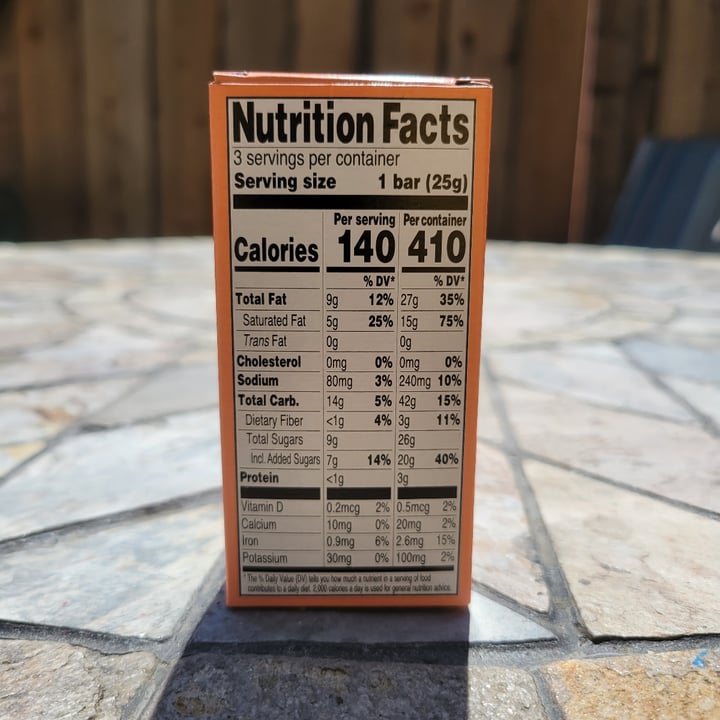 Nutrition Facts
3 servings per container
Serving size 1 bar (25g)
Per serving Per container
Calories 140 410
% DV* % DV*
Total Fat 9g 12% 27g 35%
Saturated Fat 5g 25% 15g 75%
Trans Fat 0g 0g
Cholesterol 0mg 0% 0mg 0%
Sodium 80mg 3% 240mg 10%
Total Carb. 14g 5% 42g 15%
Dietary Fiber <1g 4% 3g 11%
Total Sugars 9g 26g
Incl. Added Sugars 7g 14% 20g 40%
Protein <1g 3g
Vitamin D 0.2mcg 2% 0.5mcg 2%
Calcium 10mg 0% 20mg 2%
Iron 0.9mg 6% 2.6mg 15%
Potassium 30mg 0% 100mg 2%
*The % Daily Value (DV) tells you how much a nutrient in a serving of food
contributes to a daily diet. 2,000 calories a day is used for general nutrition advice.